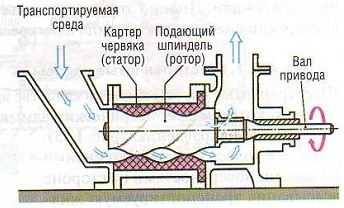 Транспортируемая
среда
Картер
червяка
(статор)
Подающий
шпиндель
(ротор)
Вал
привода